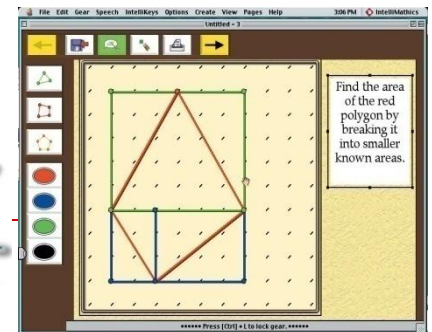 File Edit Gear Speech IntelliKeys Options Create View Pages Help 3:06 PM IntelliMathics
Untitled - 3
Find the area
of the red
polygon by
breaking it
into smaller
known areas.
•••••• Press [Ctrl] + L to lock gear. ••••••